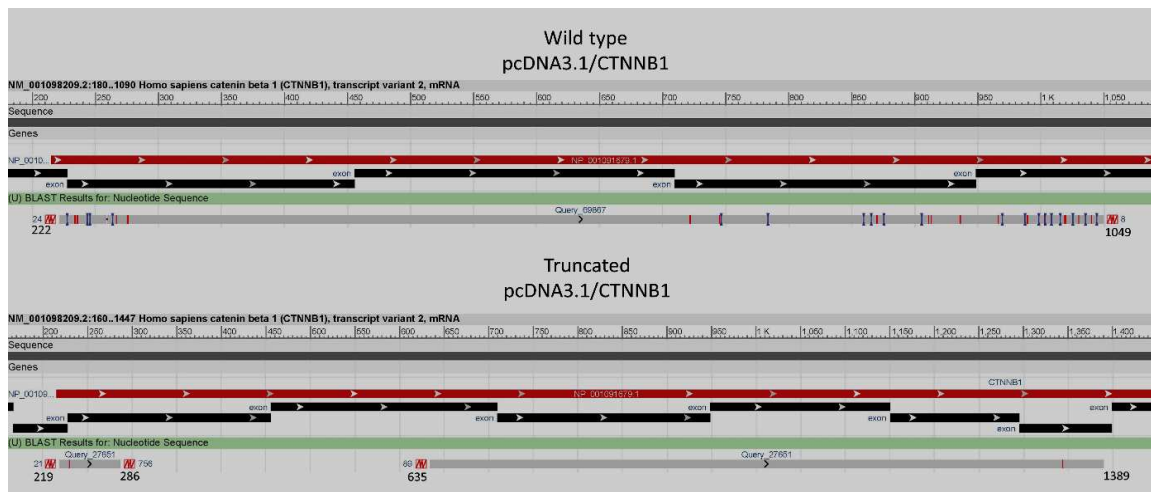 Wild type
pcDNA3.1/CTNNB1
NM_001098209.2:180..1090 Homo sapiens catenin beta 1 (CTNNB1), transcript variant 2, mRNA
200 250 300 350 400 450 500 550 600 650 700 750 800 850 900 950 1 K 1,050
Sequence
Genes
NP_0010... NP_001091679.1
exon exon exon
exon exon
(U) BLAST Results for: Nucleotide Sequence
Query_69867
24 8
222 1049
Truncated
pcDNA3.1/CTNNB1
NM_001098209.2:160..1447 Homo sapiens catenin beta 1 (CTNNB1), transcript variant 2, mRNA
200 250 300 350 400 450 500 550 600 650 700 750 800 850 900 950 1 K 1,050 1,100 1,150 1,200 1,250 1,300 1,350 1,400
Sequence
Genes
CTNNB1
NP_00109... NP_001091679.1
exon exon exon
exon exon exon
exon
(U) BLAST Results for: Nucleotide Sequence
Query_27651 Query_27651
21 756 89
219 286 635 1389